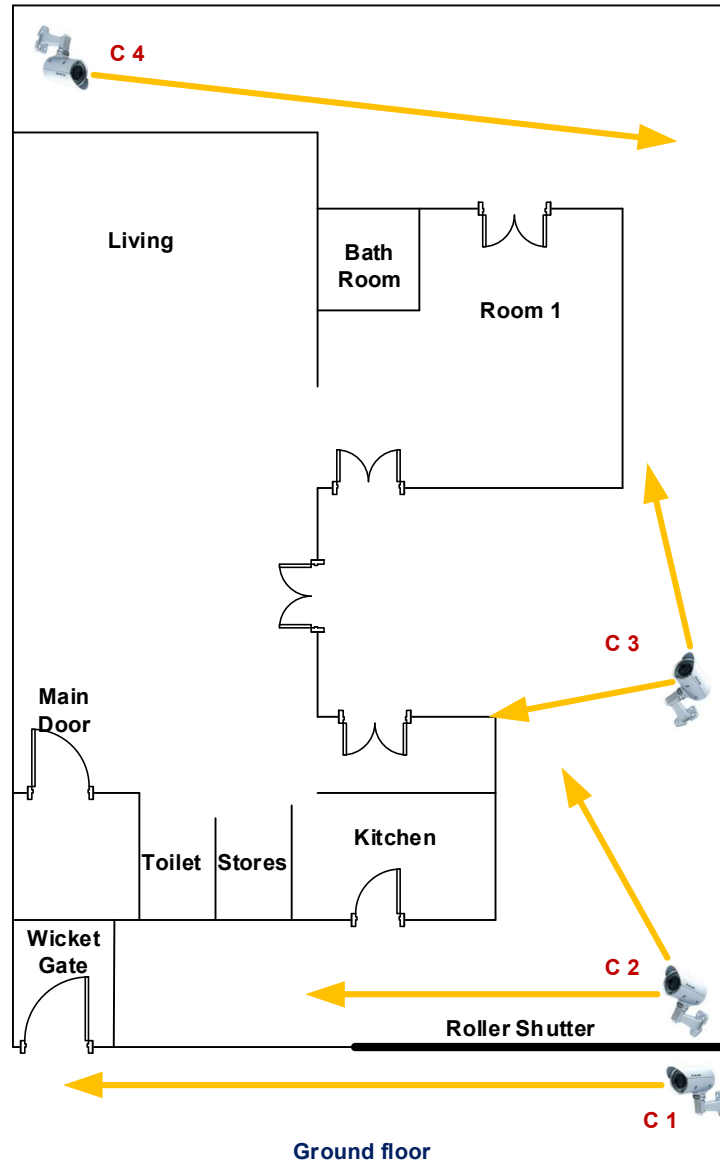 C 4
Living
Bath
Room
Room 1
C 3
Main
Door
Toilet
Stores
Kitchen
Wicket
Gate
C 2
Roller Shutter
C 1
Ground floor